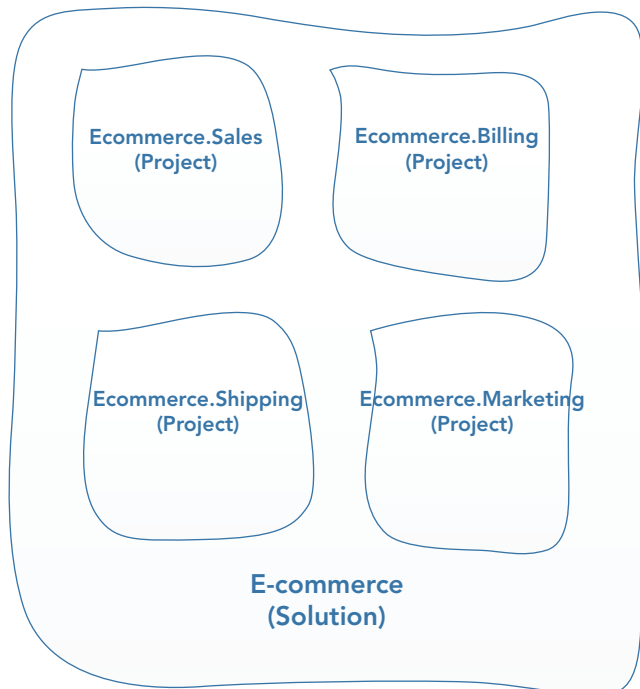 Ecommerce.Sales
(Project)
Ecommerce.Billing
(Project)
Ecommerce.Shipping
(Project)
Ecommerce.Marketing
(Project)
E-commerce
(Solution)